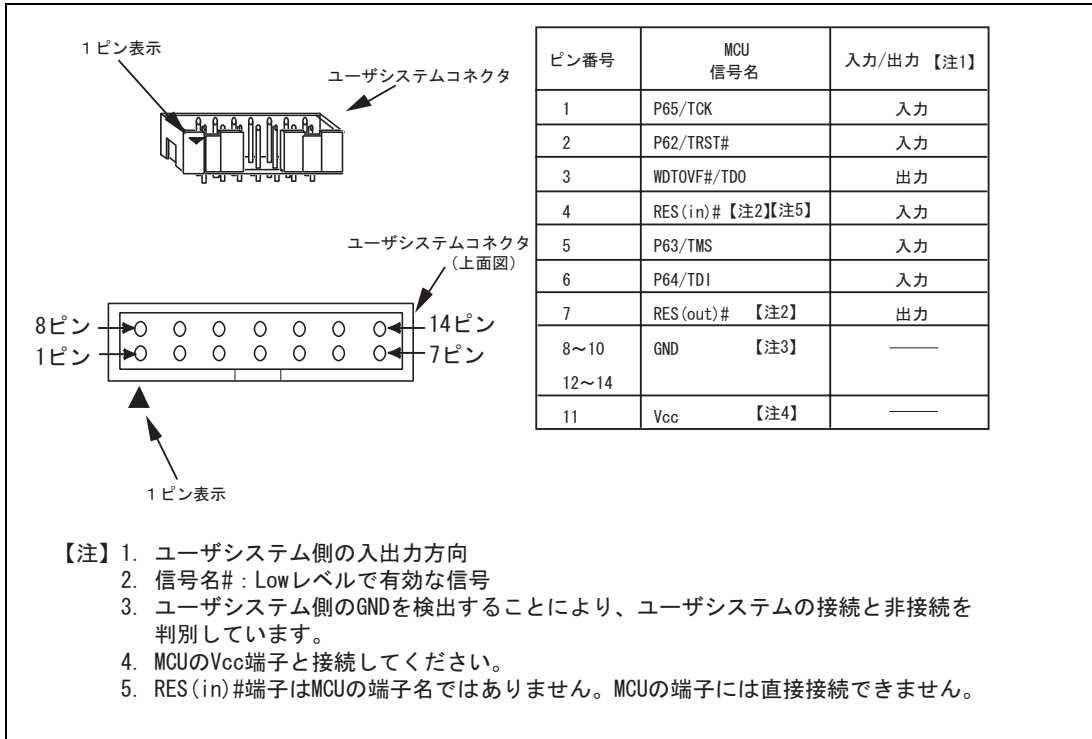 1ピン表示
ユーザシステムコネクタ
ユーザシステムコネクタ
(上面図)
8ピン
14ピン
1ピン
7ピン
1ピン表示
ピン番号 MCU 信号名 入力/出力 【注1】
1 P65/TCK 入力
2 P62/TRST# 入力
3 WDTOVF#/TDO 出力
4 RES(in)#【注2】【注5】 入力
5 P63/TMS 入力
6 P64/TDI 入力
7 RES(out)# 【注2】 出力
8~10 GND 【注3】 ―――
12~14
11 Vcc 【注4】 ―――
【注】1. ユーザシステム側の入出力方向
2. 信号名#:Lowレベルで有効な信号
3. ユーザシステム側のGNDを検出することにより、ユーザシステムの接続と非接続を
判別しています。
4. MCUのVcc端子と接続してください。
5. RES(in)#端子はMCUの端子名ではありません。MCUの端子には直接接続できません。